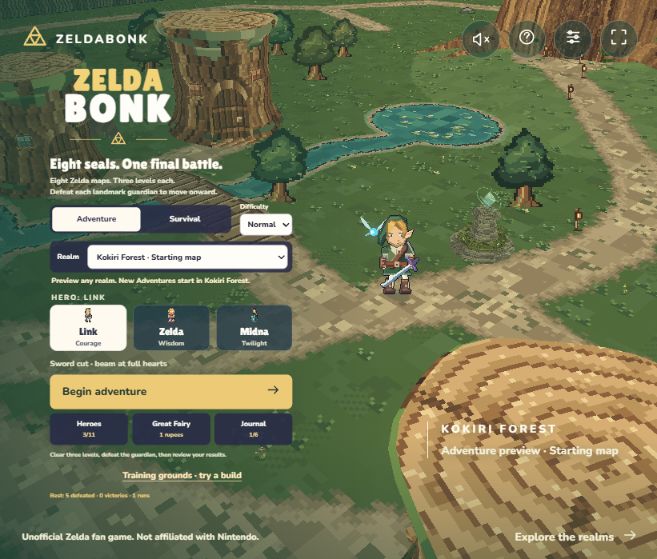 ZELDABONK
ZELDA
BONK
Eight seals. One final battle.
Eight Zelda maps. Three levels each.
Defeat each landmark guardian to move onward.
Adventure
Survival
Difficulty
Normal
Realm
Kokiri Forest · Starting map
Preview any realm. New Adventures start in Kokiri Forest.
HERO: LINK
Link
Courage
Zelda
Wisdom
Midna
Twilight
Sword cut · beam at full hearts
Begin adventure
Heroes
3/11
Great Fairy
1 rupees
Journal
1/6
Clear three levels, defeat the guardian, then review your results.
Training grounds · try a build
Best: 5 defeated · 0 victories · 1 runs
KOKIRI FOREST
Adventure preview · Starting map
Unofficial Zelda fan game. Not affiliated with Nintendo.
Explore the realms